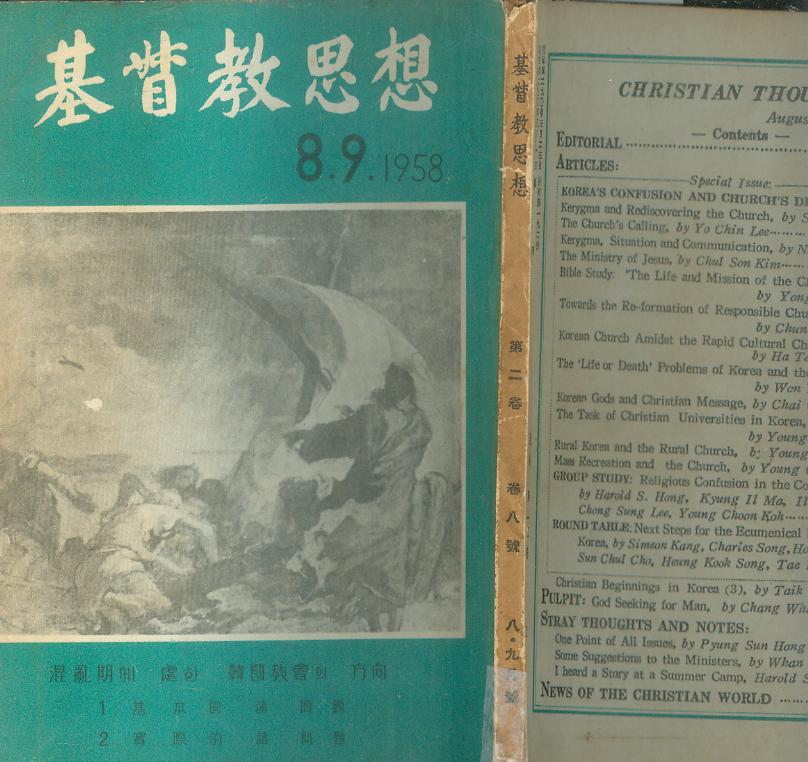 基督教思想
8.9.1958
混亂期에 處한 韓國敎會의 方向
1. 基本的 諸問題
2. 實際的 諸問題
基督教思想
第二卷
卷八號
八·九
號
CHRISTIAN THOU
Augus
— Contents —
EDITORIAL
ARTICLES:
Special Issue:
KOREA'S CONFUSION AND CHURCH'S DI
Kerygma and Rediscovering the Church, by S
The Church's Calling, by Yo Chin Lee
Kerygma, Situation and Communication, by N
The Ministry of Jesus, by Chul Son Kim
Bible Study: 'The Life and Mission of the Ch
by Yong
Towards the Re-formation of Responsible Chu
by Chun
Korean Church Amidst the Rapid Cultural Ch
by Ha Ta
The 'Life or Death' Problems of Korea and the
by Won
Korean Gods and Christian Message, by Chai
The Task of Christian Universities in Korea,
by Young
Rural Korea and the Rural Church, by Young
Mass Recreation and the Church, by Young
GROUP STUDY: Religious Confusion in the Co
by Harold S. Hong, Kyung Il Ma, Il
Chong Sung Lee, Young Choon Koh
ROUND TABLE: Next Steps for the Ecumenical
Korea, by Simeon Kang, Charles Song, Ho
Sun Chul Cho, Heung Kook Song, Tae
Christian Beginnings in Korea (3), by Taik
PULPIT: God Seeking for Man, by Chang Wh
STRAY THOUGHTS AND NOTES:
One Point of All Issues, by Pyung Sun Hong
Some Suggestions to the Ministers, by Whan
I heard a Story at a Summer Camp, Harold S
NEWS OF THE CHRISTIAN WORLD